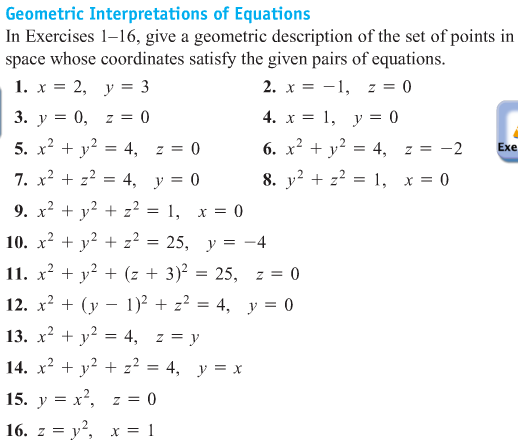 Geometric Interpretations of Equations
In Exercises 1–16, give a geometric description of the set of points in
space whose coordinates satisfy the given pairs of equations.
1. x = 2, y = 3 2. x = −1, z = 0
3. y = 0, z = 0 4. x = 1, y = 0
5. x² + y² = 4, z = 0 6. x² + y² = 4, z = −2
Exe
7. x² + z² = 4, y = 0 8. y² + z² = 1, x = 0
9. x² + y² + z² = 1, x = 0
10. x² + y² + z² = 25, y = −4
11. x² + y² + (z + 3)² = 25, z = 0
12. x² + (y − 1)² + z² = 4, y = 0
13. x² + y² = 4, z = y
14. x² + y² + z² = 4, y = x
15. y = x², z = 0
16. z = y², x = 1